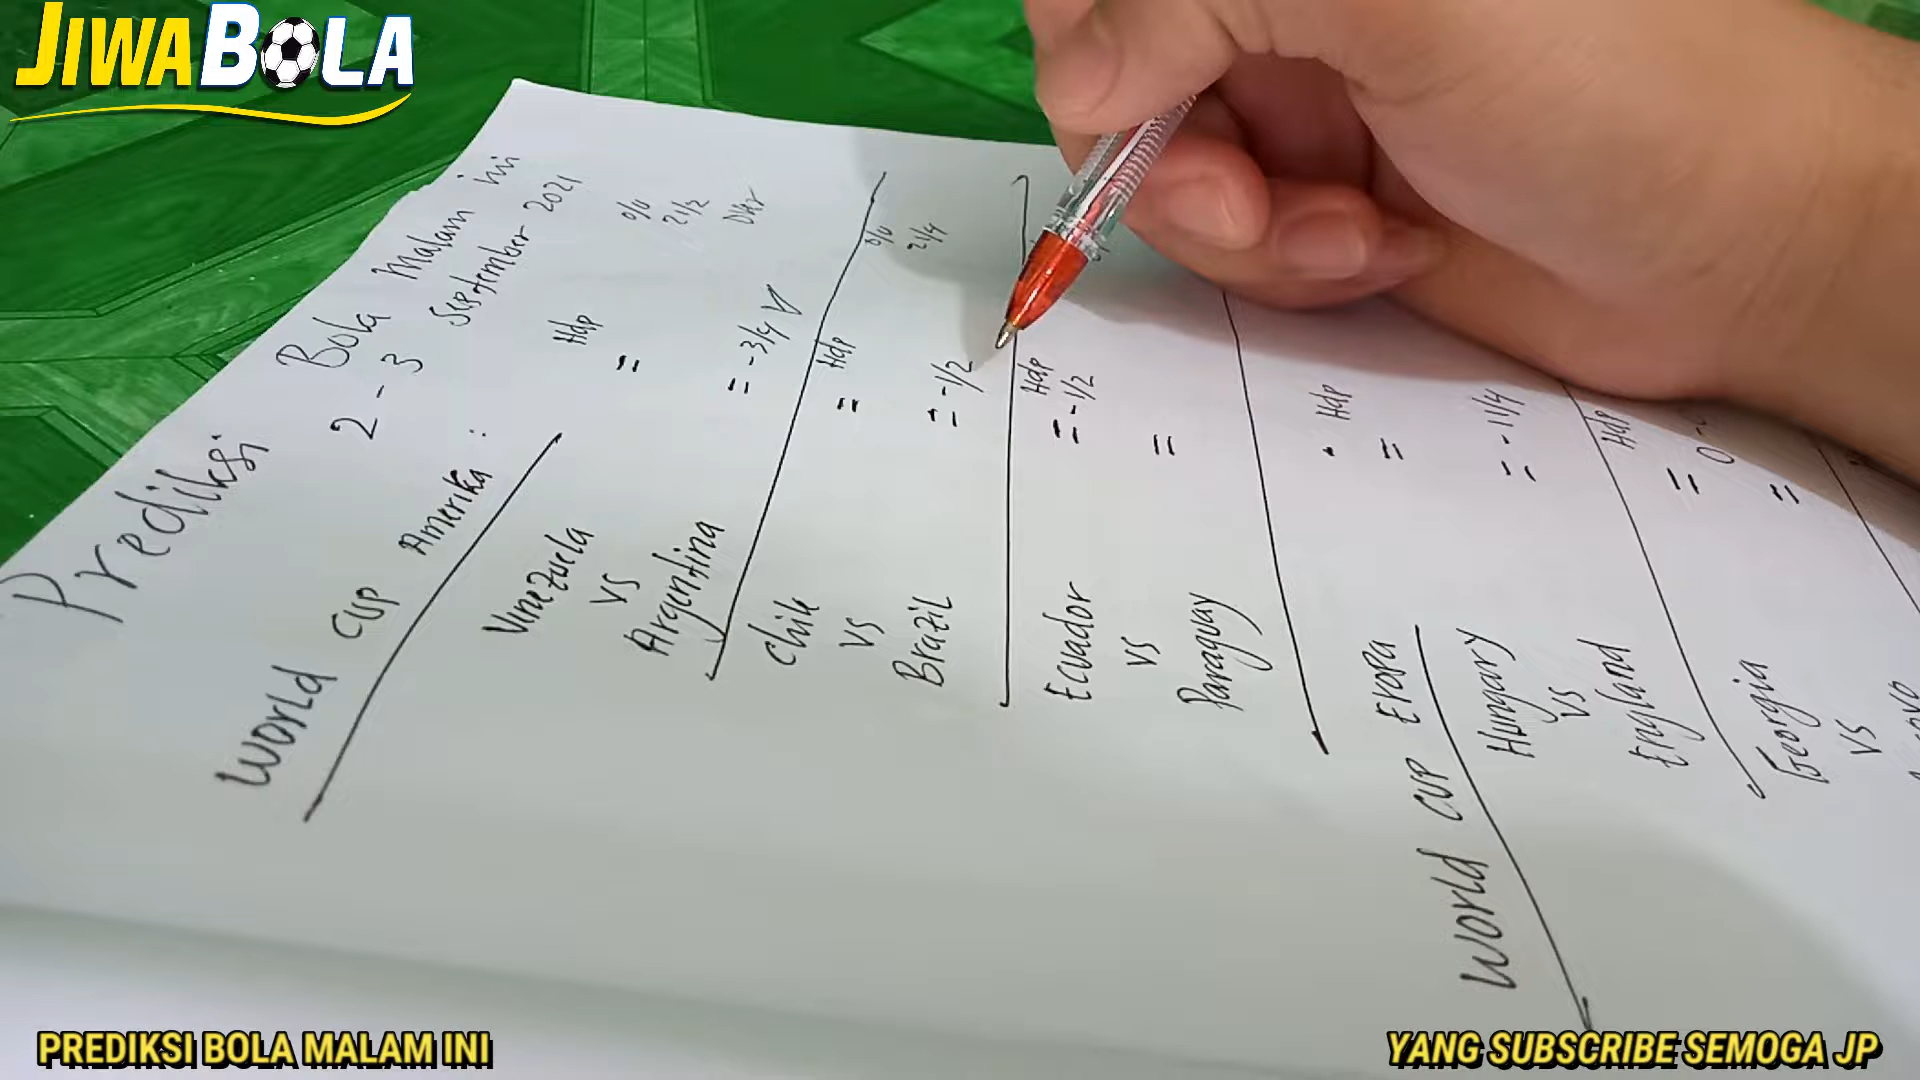 JIWABOLA
Prediksi Bola Malam ini
2-3 September 2021
World Cup Amerika :
Hdp o/u
Vinezuela = 2 1/2
vs
Argentina = -3/4 V Over
Hdp o/u
Chile = 2 1/4
vs
Brazil = -1/2
Hdp
Ecuador = -1/2
vs
Paraguay =
World Cup Eropa
Hdp
Hungary =
vs
England = -1 1/4
Hdp
Georgia = 0-
vs =
PREDIKSI BOLA MALAM INI
YANG SUBSCRIBE SEMOGA JP